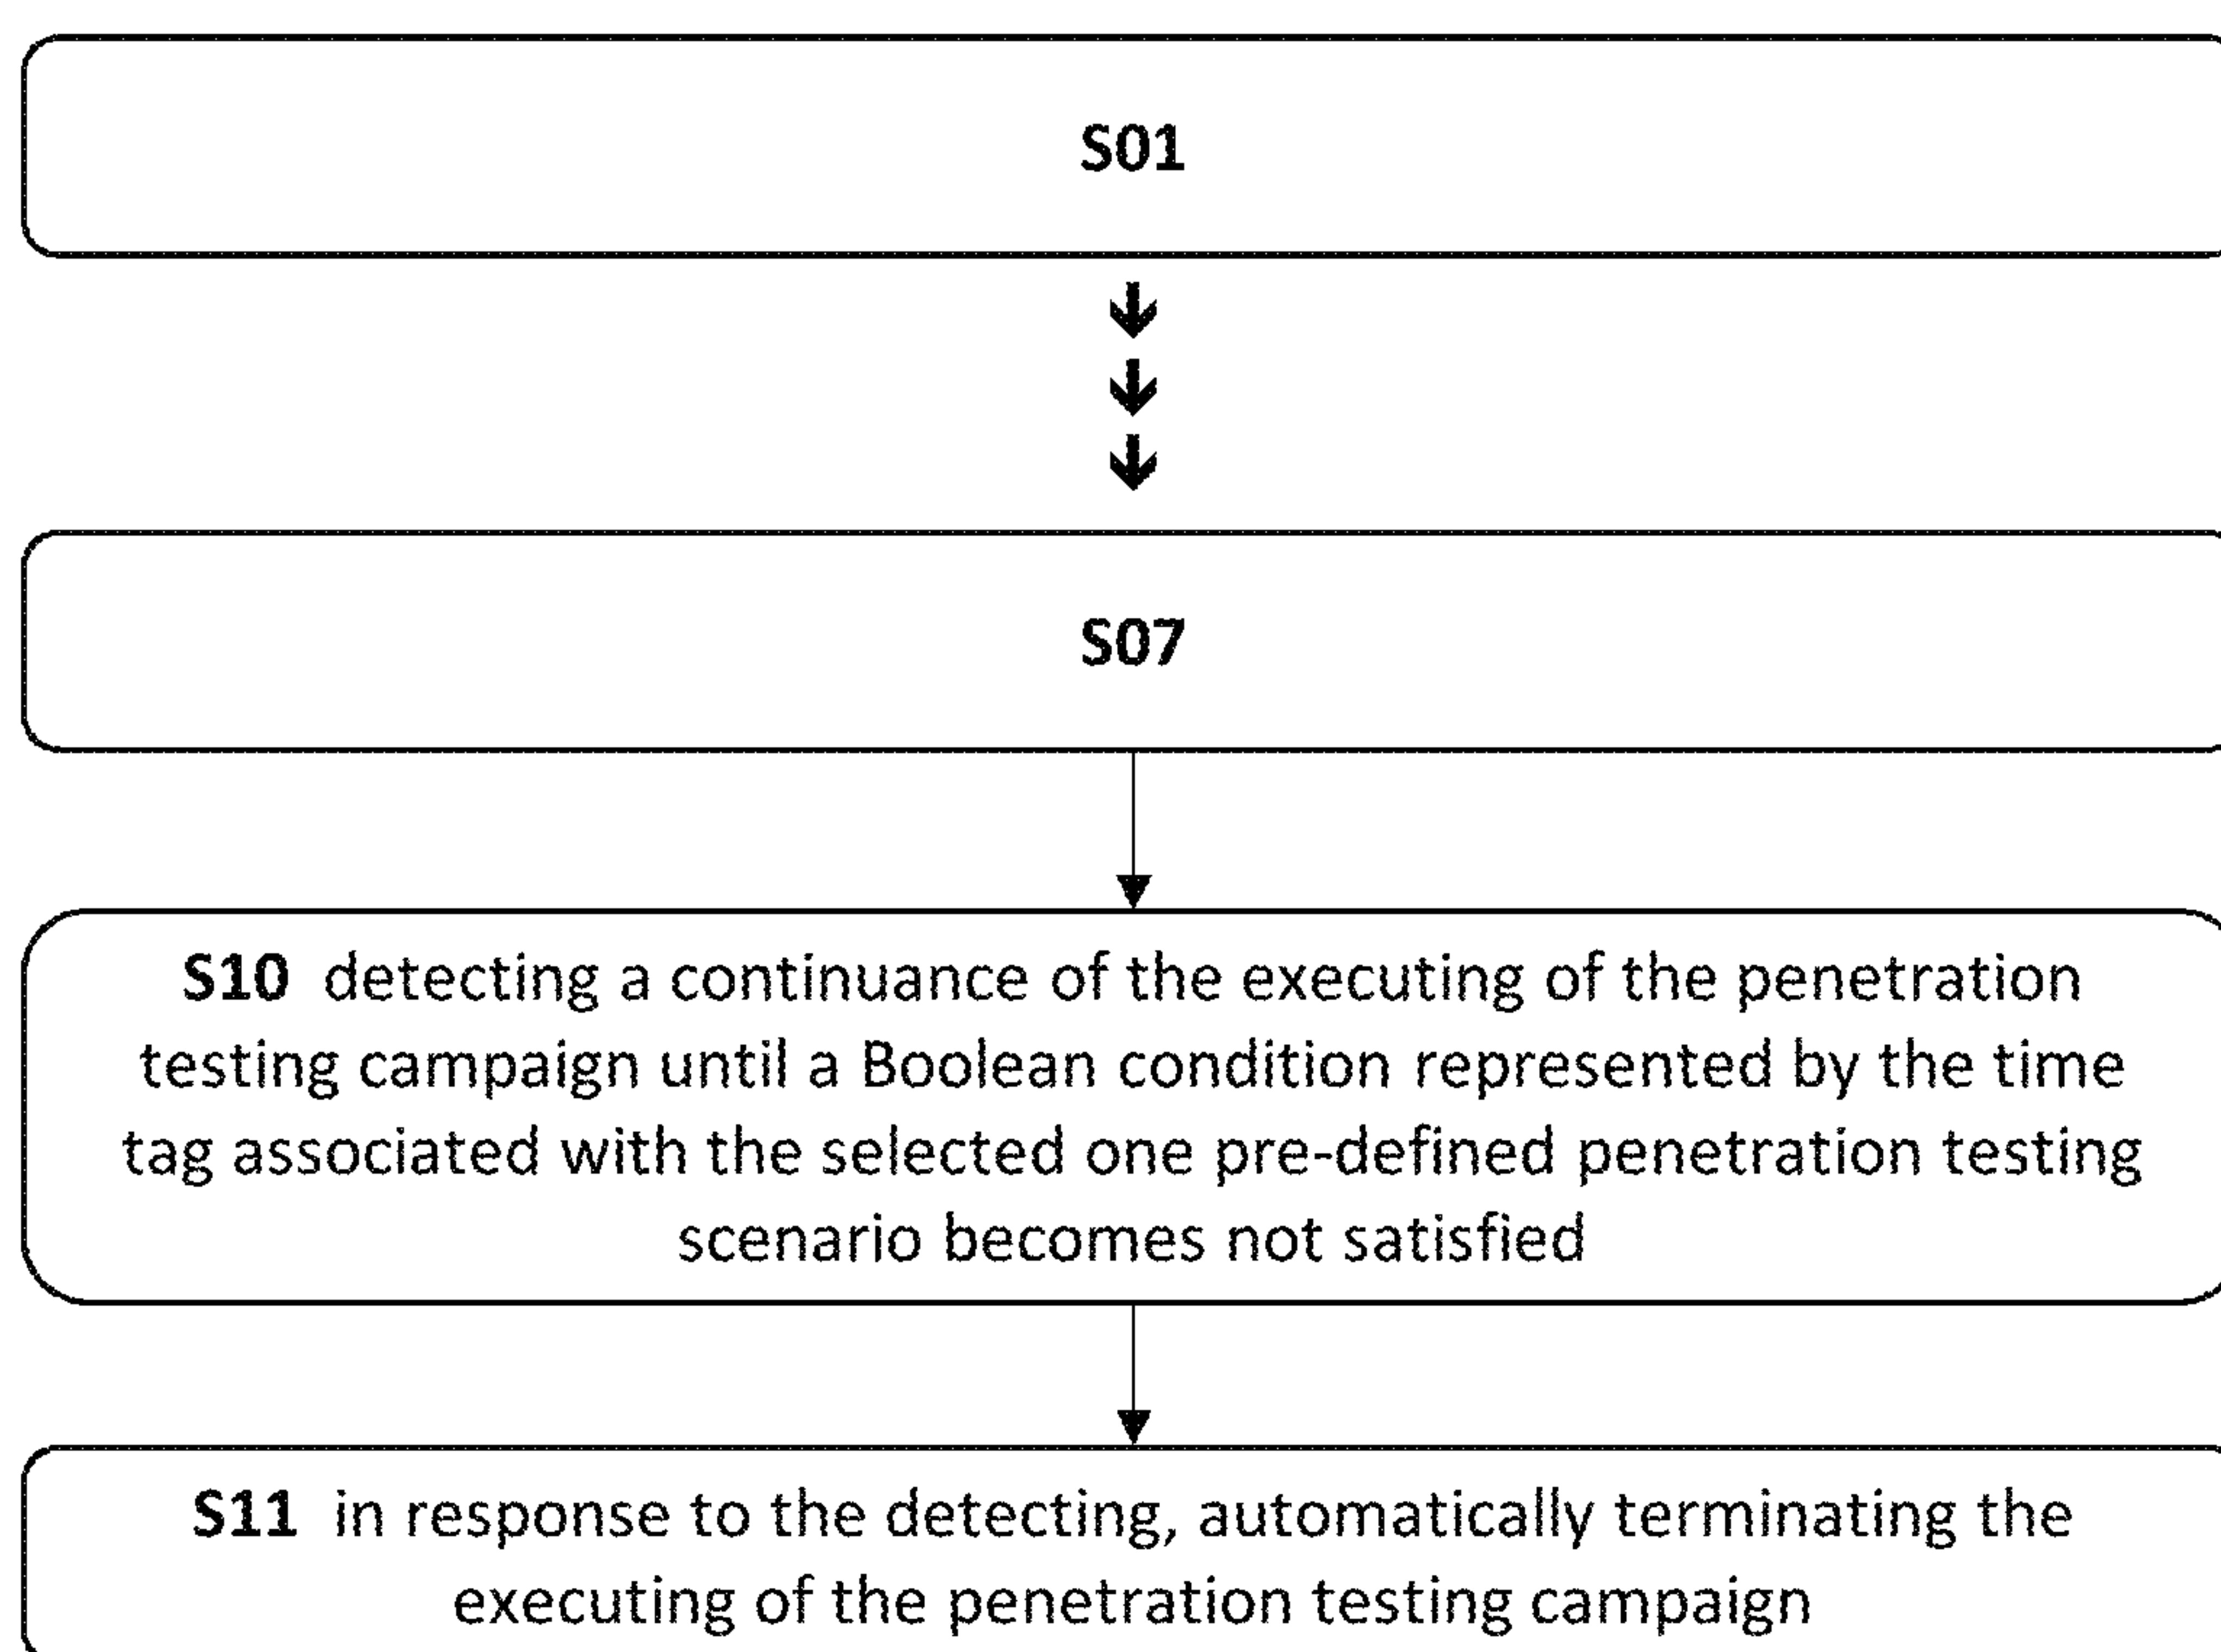 S01
S07
S10 detecting a continuance of the executing of the penetration
testing campaign until a Boolean condition represented by the time
tag associated with the selected one pre-defined penetration testing
scenario becomes not satisfied
S11 in response to the detecting, automatically terminating the
executing of the penetration testing campaign